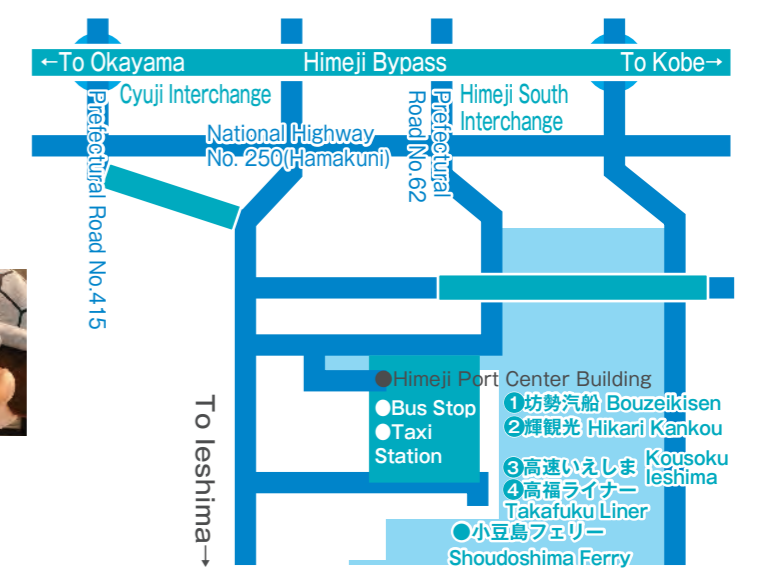 ←To Okayama
Himeji Bypass
To Kobe→
Cyuji Interchange
Himeji South
Interchange
Prefectural Road No.415
National Highway
No. 250(Hamakuni)
Prefectural
Road No.62
●Himeji Port Center Building
●Bus Stop
●Taxi
Station
❶坊勢汽船 Bouzeikisen
❷輝観光 Hikari Kankou
❸高速いえしま Kousoku
Ieshima
❹高福ライナー
Takafuku Liner
●小豆島フェリー
Shoudoshima Ferry
To Ieshima→